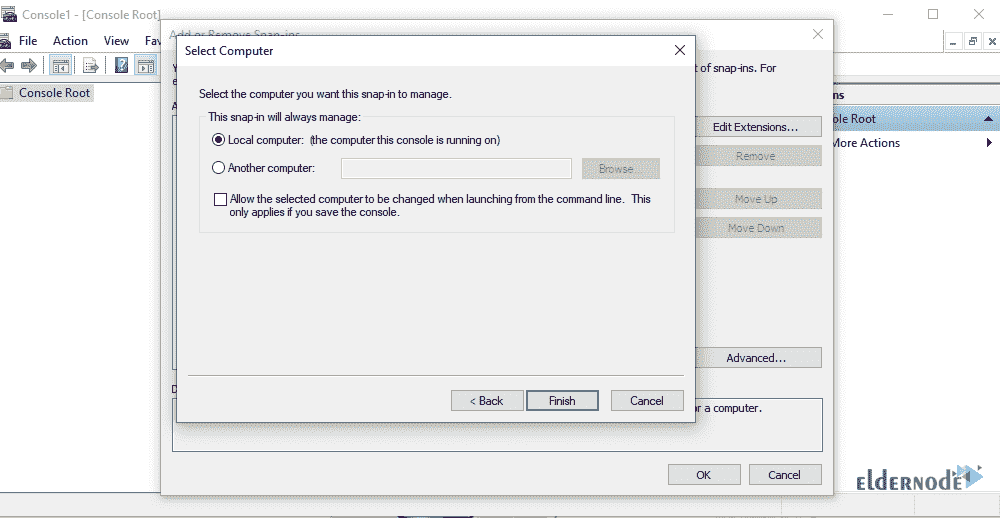 Console1 - [Console Root]
File Action View Fav
Console Root
Add or Remove Snap-ins
Select Computer
of snap-ins. For
Select the computer you want this snap-in to manage.
This snap-in will always manage:
Local computer: (the computer this console is running on)
Another computer:
Browse...
Allow the selected computer to be changed when launching from the command line. This
only applies if you save the console.
< Back
Finish
Cancel
Edit Extensions...
Remove
Move Up
Move Down
Advanced...
or a computer.
OK
Cancel
ns
ole Root
More Actions
eldernode